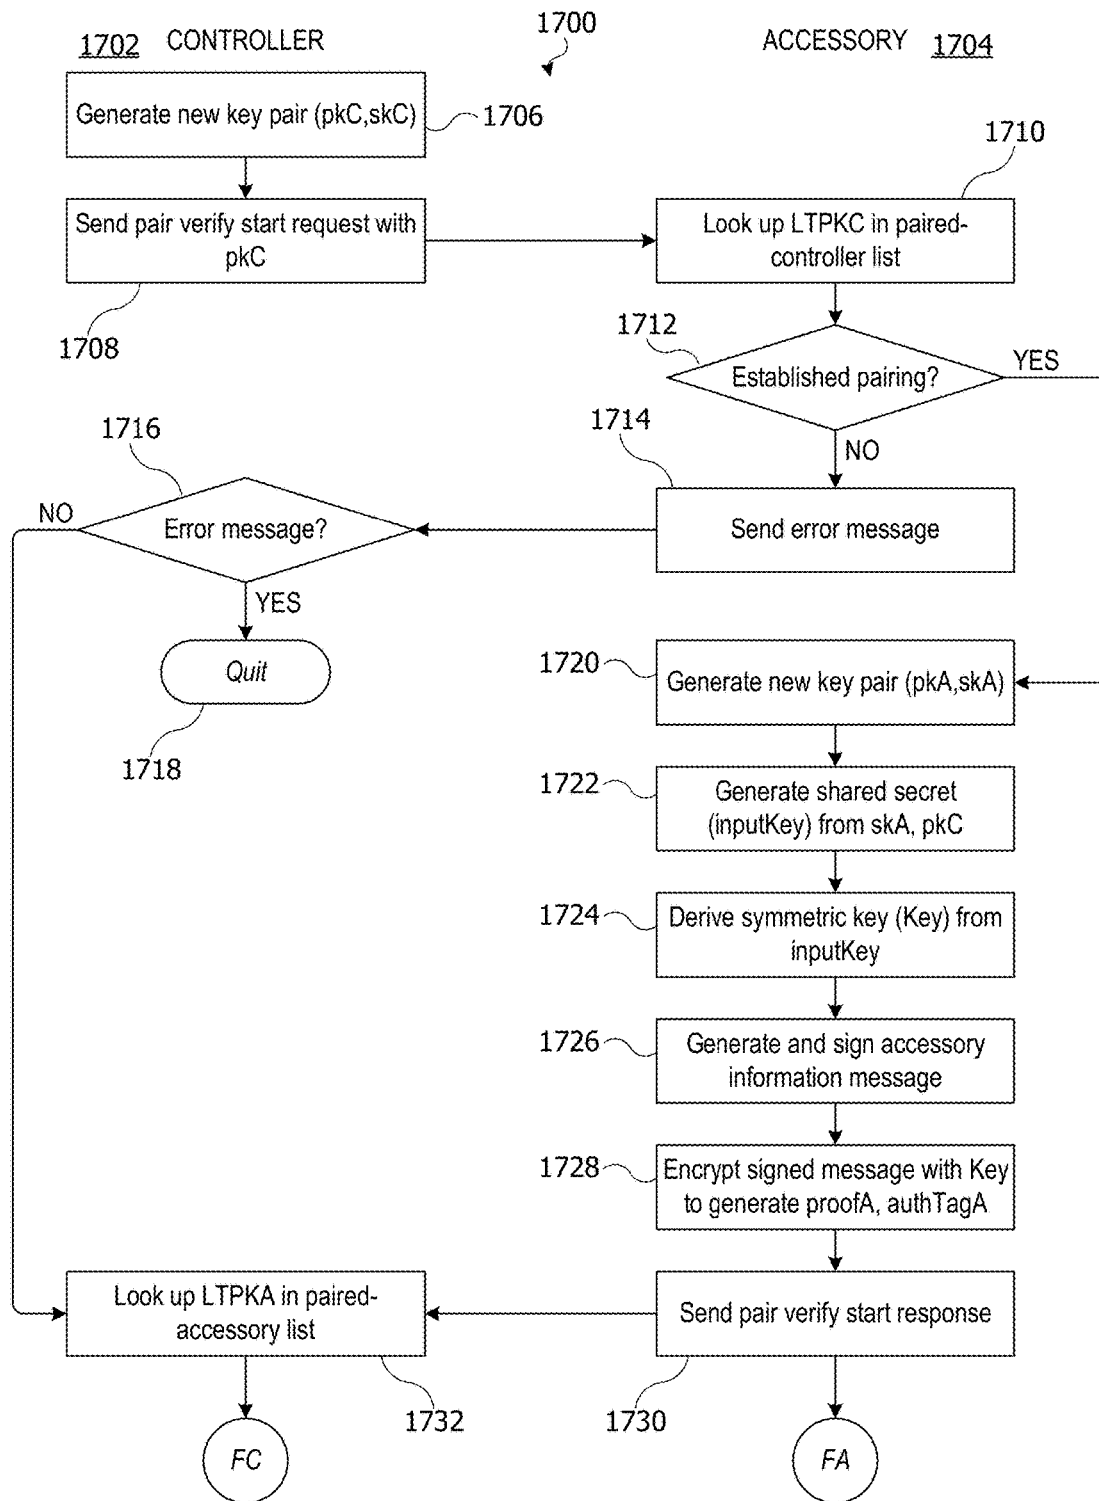 1702 CONTROLLER
1700
ACCESSORY 1704
Generate new key pair (pkC,skC)
1706
1710
Send pair verify start request with
pkC
Look up LTPKC in paired-
controller list
1708
1712
Established pairing?
YES
1716
1714
NO
NO
Error message?
Send error message
YES
Quit
1718
1720
Generate new key pair (pkA,skA)
1722
Generate shared secret
(inputKey) from skA, pkC
1724
Derive symmetric key (Key) from
inputKey
1726
Generate and sign accessory
information message
1728
Encrypt signed message with Key
to generate proofA, authTagA
Look up LTPKA in paired-
accessory list
Send pair verify start response
1732
1730
FC
FA